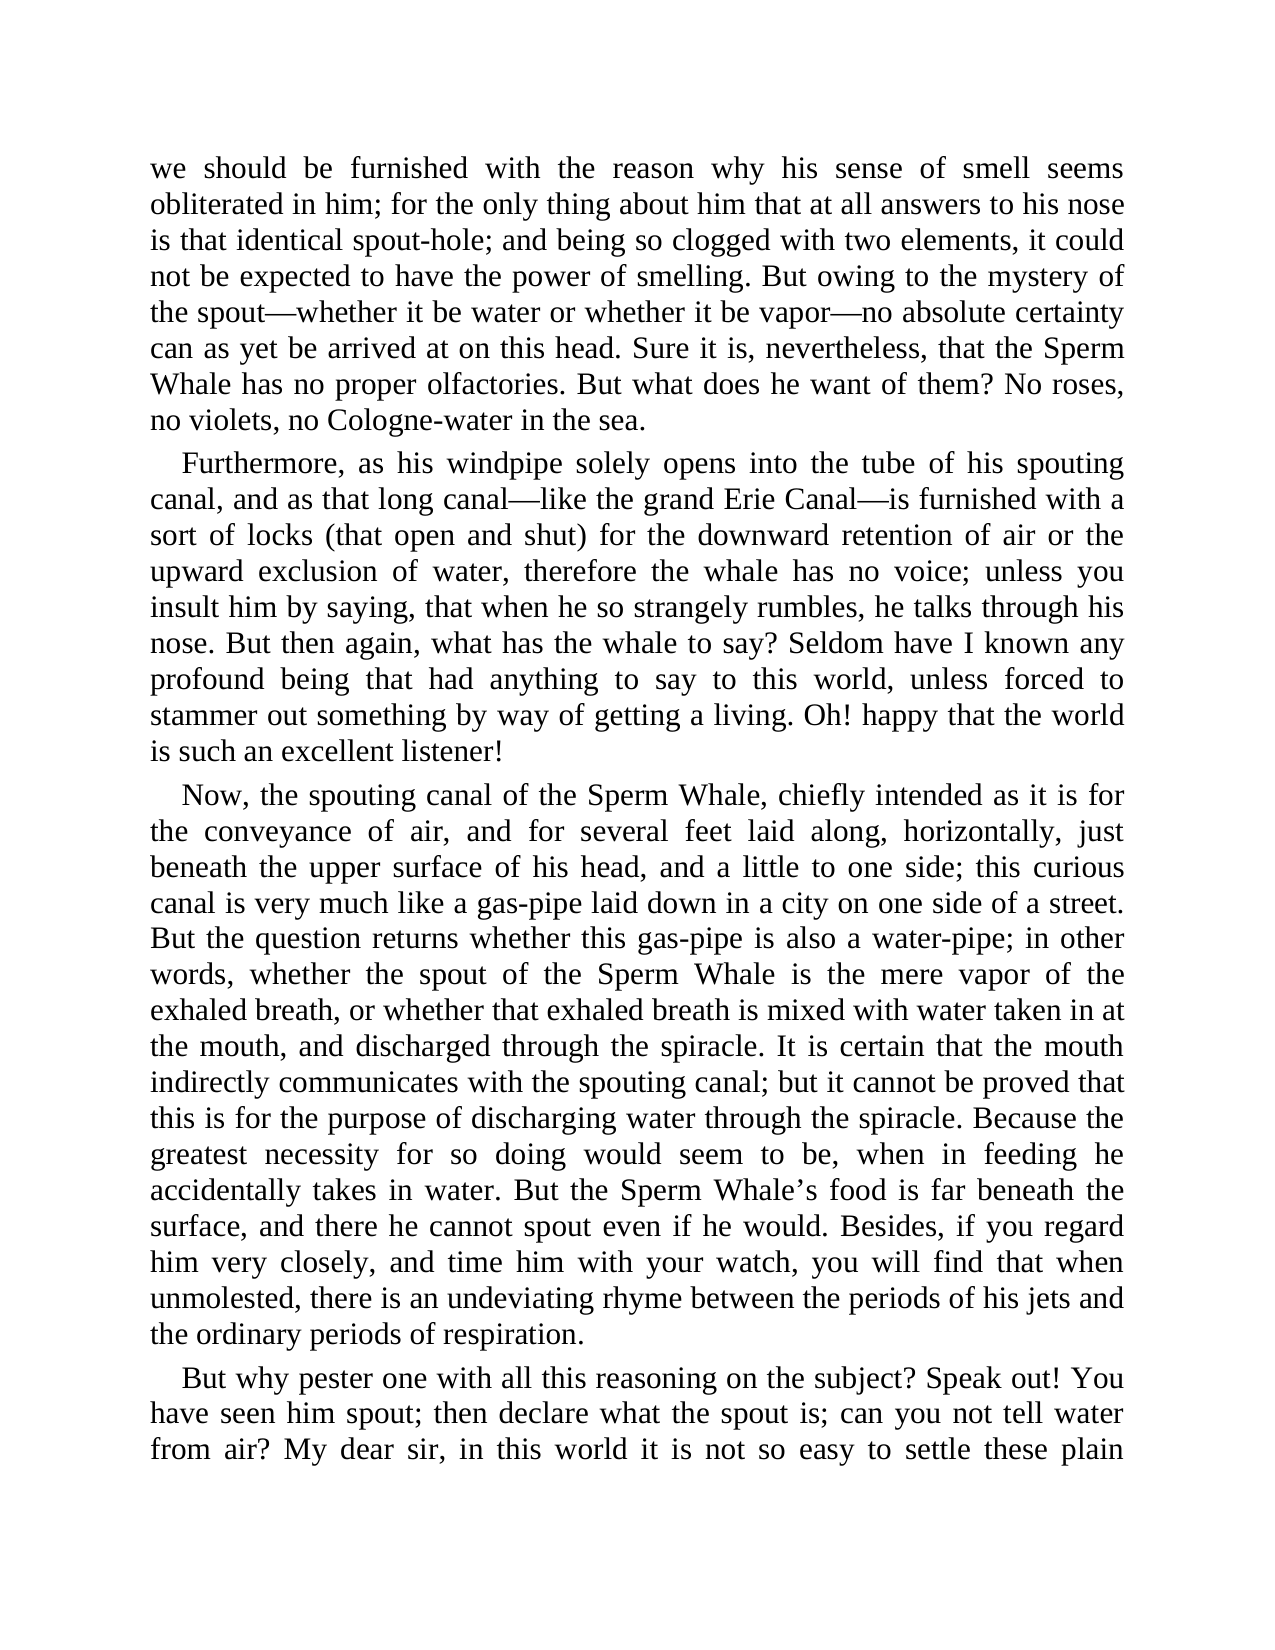 we should be furnished with the reason why his sense of smell seems
obliterated in him; for the only thing about him that at all answers to his nose
is that identical spout-hole; and being so clogged with two elements, it could
not be expected to have the power of smelling. But owing to the mystery of
the spout—whether it be water or whether it be vapor—no absolute certainty
can as yet be arrived at on this head. Sure it is, nevertheless, that the Sperm
Whale has no proper olfactories. But what does he want of them? No roses,
no violets, no Cologne-water in the sea.
Furthermore, as his windpipe solely opens into the tube of his spouting
canal, and as that long canal—like the grand Erie Canal—is furnished with a
sort of locks (that open and shut) for the downward retention of air or the
upward exclusion of water, therefore the whale has no voice; unless you
insult him by saying, that when he so strangely rumbles, he talks through his
nose. But then again, what has the whale to say? Seldom have I known any
profound being that had anything to say to this world, unless forced to
stammer out something by way of getting a living. Oh! happy that the world
is such an excellent listener!
Now, the spouting canal of the Sperm Whale, chiefly intended as it is for
the conveyance of air, and for several feet laid along, horizontally, just
beneath the upper surface of his head, and a little to one side; this curious
canal is very much like a gas-pipe laid down in a city on one side of a street.
But the question returns whether this gas-pipe is also a water-pipe; in other
words, whether the spout of the Sperm Whale is the mere vapor of the
exhaled breath, or whether that exhaled breath is mixed with water taken in at
the mouth, and discharged through the spiracle. It is certain that the mouth
indirectly communicates with the spouting canal; but it cannot be proved that
this is for the purpose of discharging water through the spiracle. Because the
greatest necessity for so doing would seem to be, when in feeding he
accidentally takes in water. But the Sperm Whale’s food is far beneath the
surface, and there he cannot spout even if he would. Besides, if you regard
him very closely, and time him with your watch, you will find that when
unmolested, there is an undeviating rhyme between the periods of his jets and
the ordinary periods of respiration.
But why pester one with all this reasoning on the subject? Speak out! You
have seen him spout; then declare what the spout is; can you not tell water
from air? My dear sir, in this world it is not so easy to settle these plain